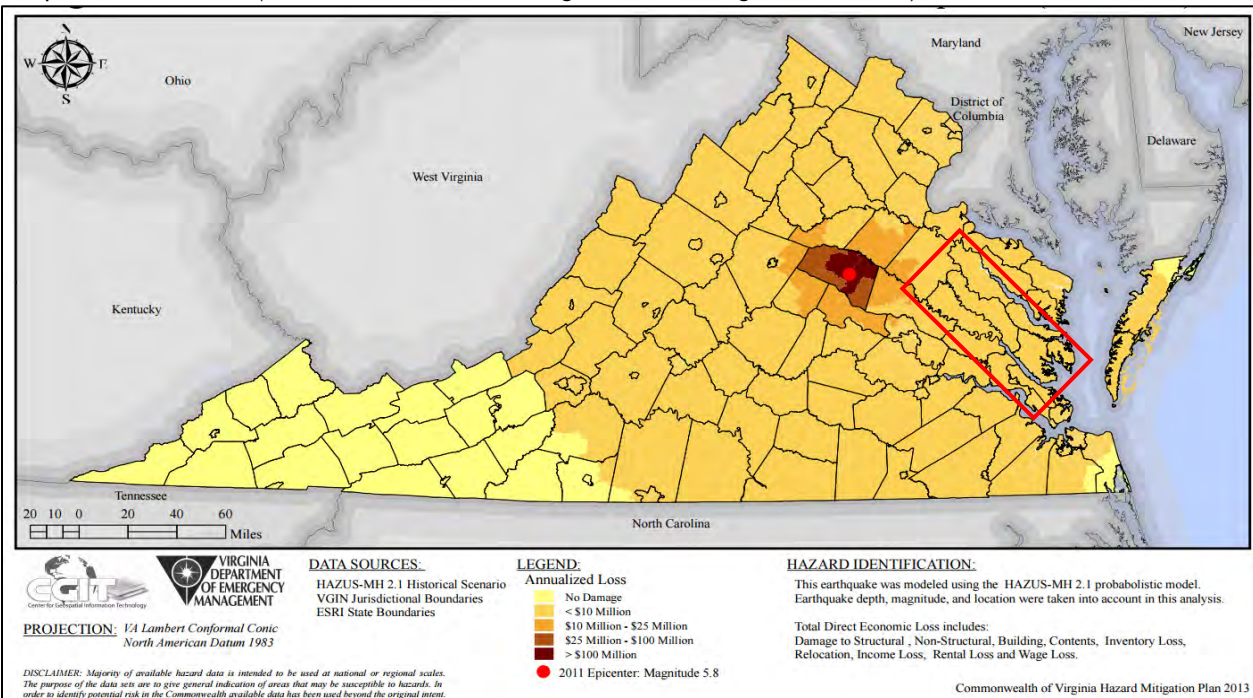 N
W E
S
Ohio
Maryland
New Jersey
District of
Columbia
Delaware
West Virginia
Kentucky
Tennessee
North Carolina
20 10 0 20 40 60
Miles
CGIT
Center for Geospatial Information Technology
VIRGINIA
DEPARTMENT
OF EMERGENCY
MANAGEMENT
PROJECTION: VA Lambert Conformal Conic
North American Datum 1983
DISCLAIMER: Majority of available hazard data is intended to be used at national or regional scales.
The purpose of the data sets are to give general indication of areas that may be susceptible to hazards. In
order to identify potential risk in the Commonwealth available data has been used beyond the original intent.
DATA SOURCES:
HAZUS-MH 2.1 Historical Scenario
VGIN Jurisdictional Boundaries
ESRI State Boundaries
LEGEND:
Annualized Loss
No Damage
< $10 Million
$10 Million - $25 Million
$25 Million - $100 Million
> $100 Million
2011 Epicenter: Magnitude 5.8
HAZARD IDENTIFICATION:
This earthquake was modeled using the HAZUS-MH 2.1 probabolistic model.
Earthquake depth, magnitude, and location were taken into account in this analysis.
Total Direct Economic Loss includes:
Damage to Structural , Non-Structural, Building, Contents, Inventory Loss,
Relocation, Income Loss, Rental Loss and Wage Loss.
Commonwealth of Virginia Hazard Mitigation Plan 2013